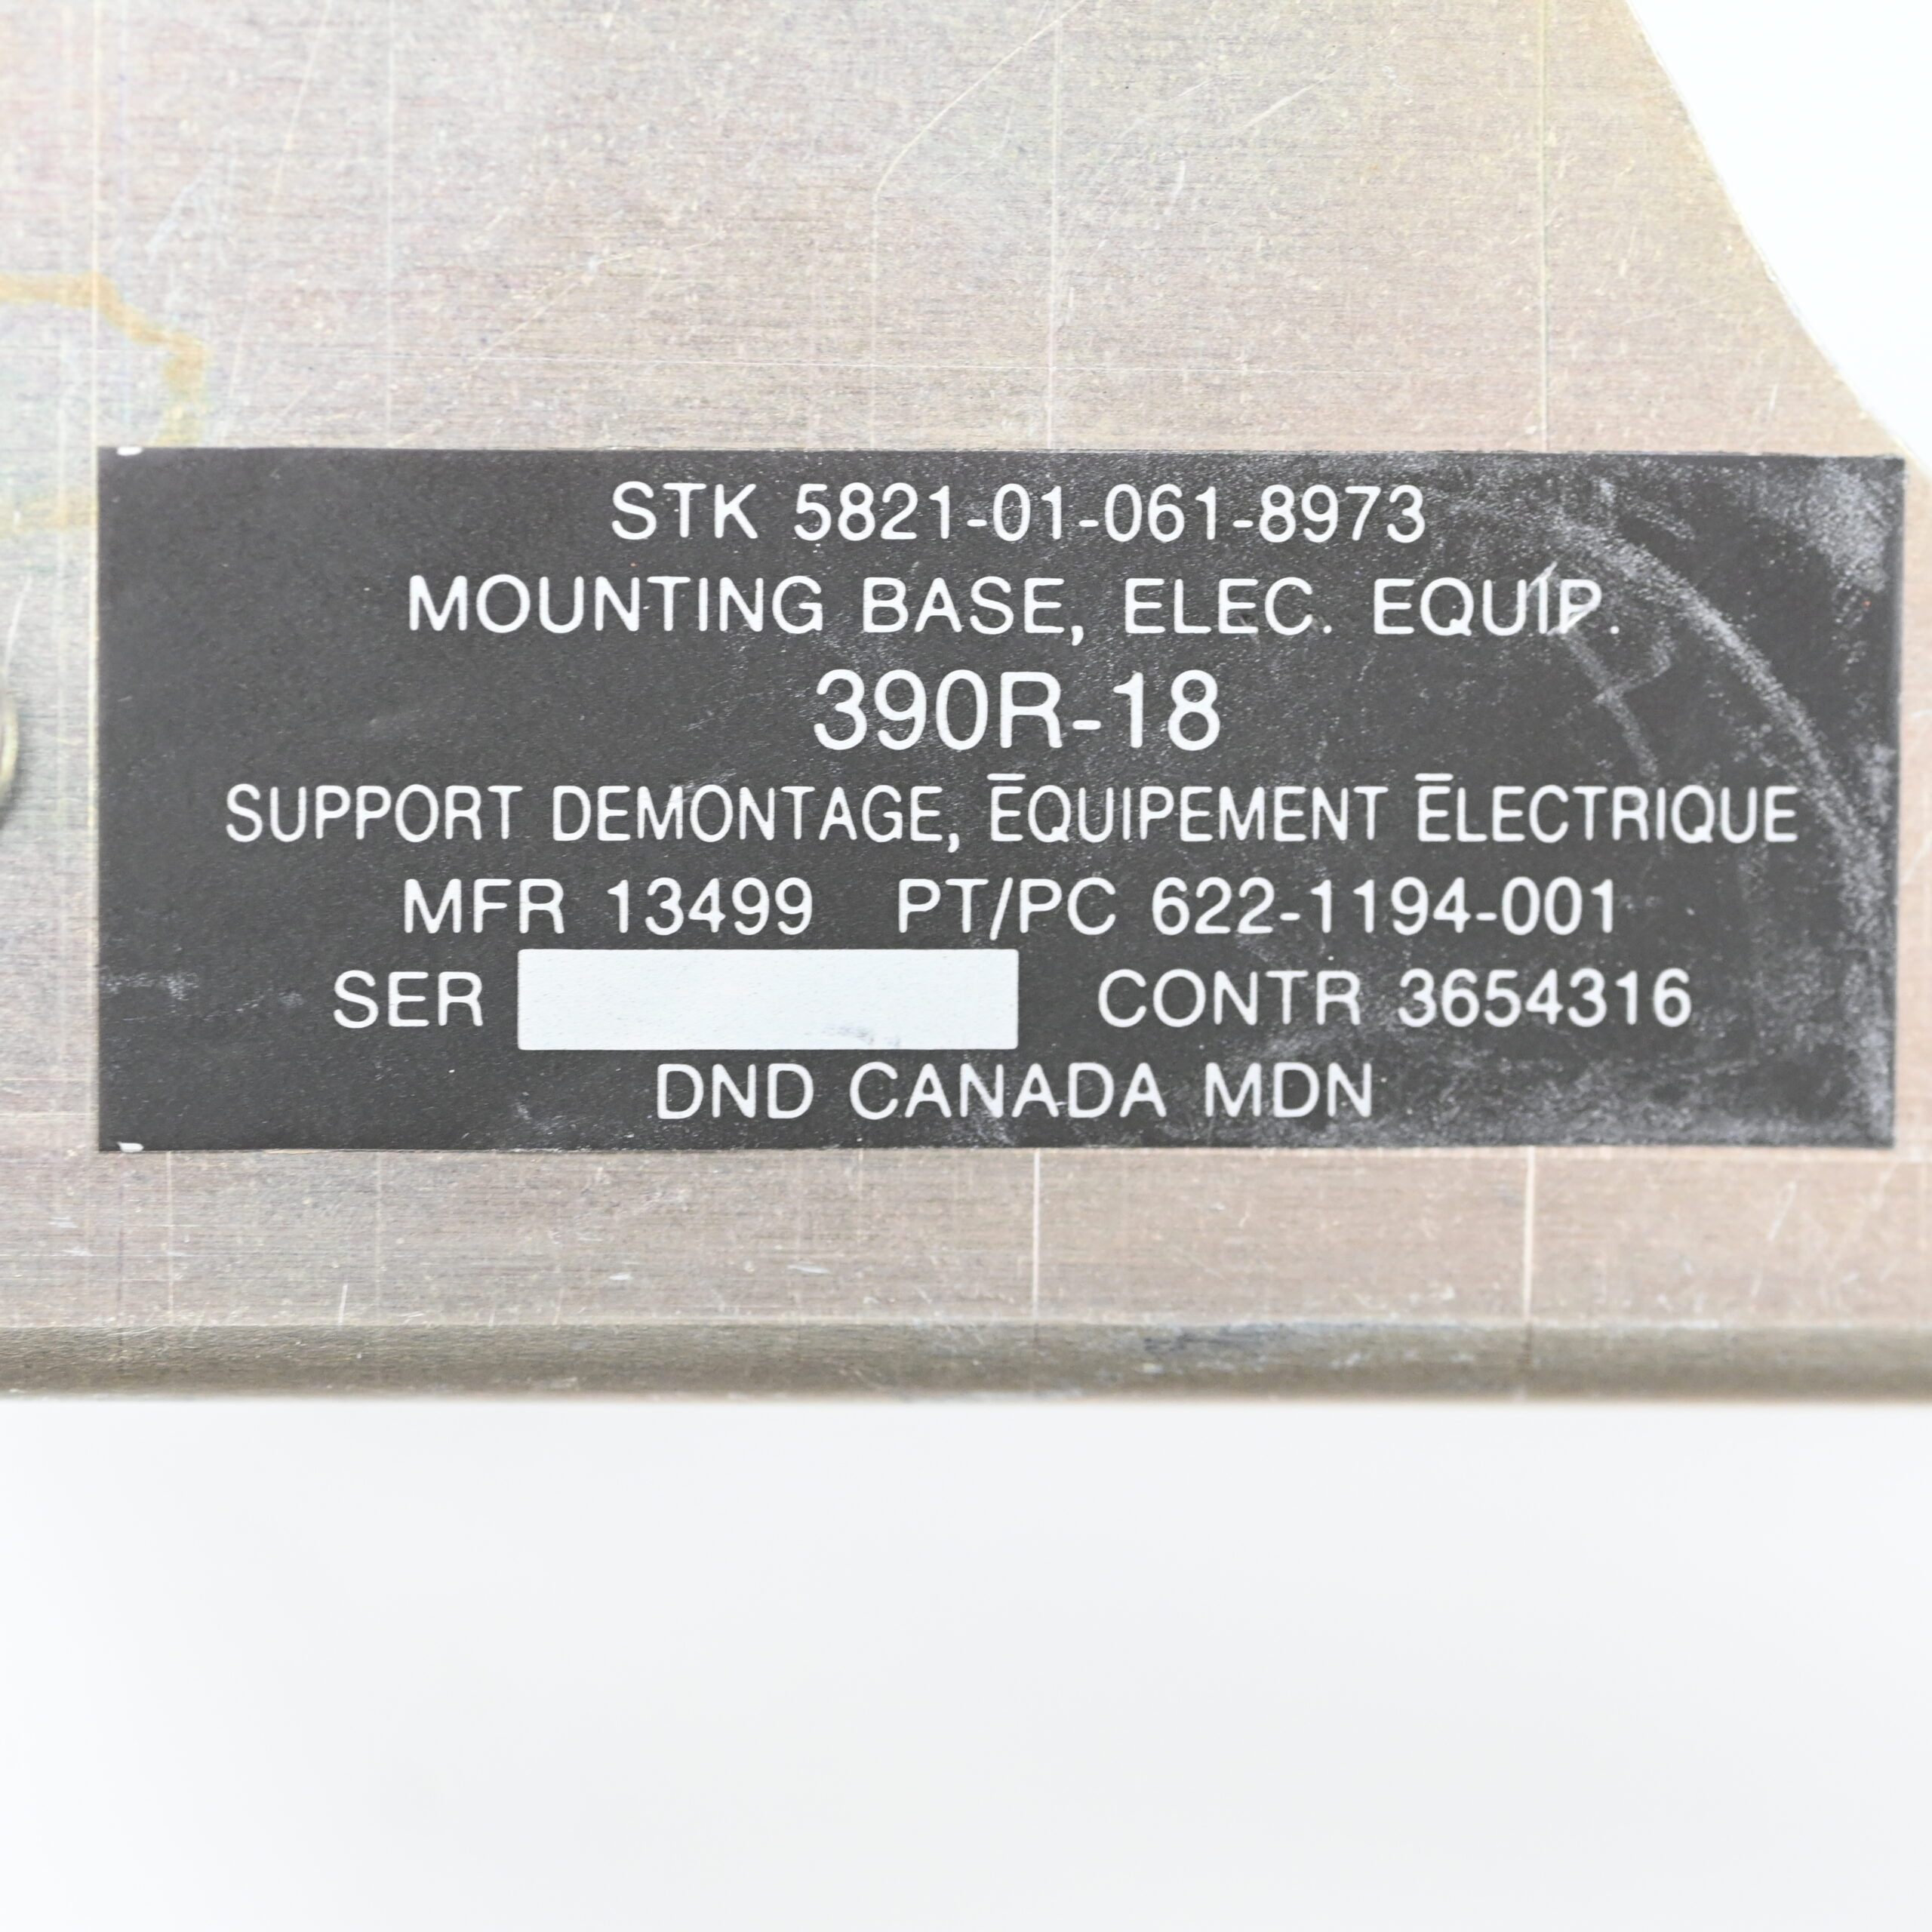 STK 5821-01-061-8973
MOUNTING BASE, ELEC. EQUIP.
390R-18
SUPPORT DEMONTAGE, ĒQUIPEMENT ĒLECTRIQUE
MFR 13499 PT/PC 622-1194-001
SER CONTR 3654316
DND CANADA MDN